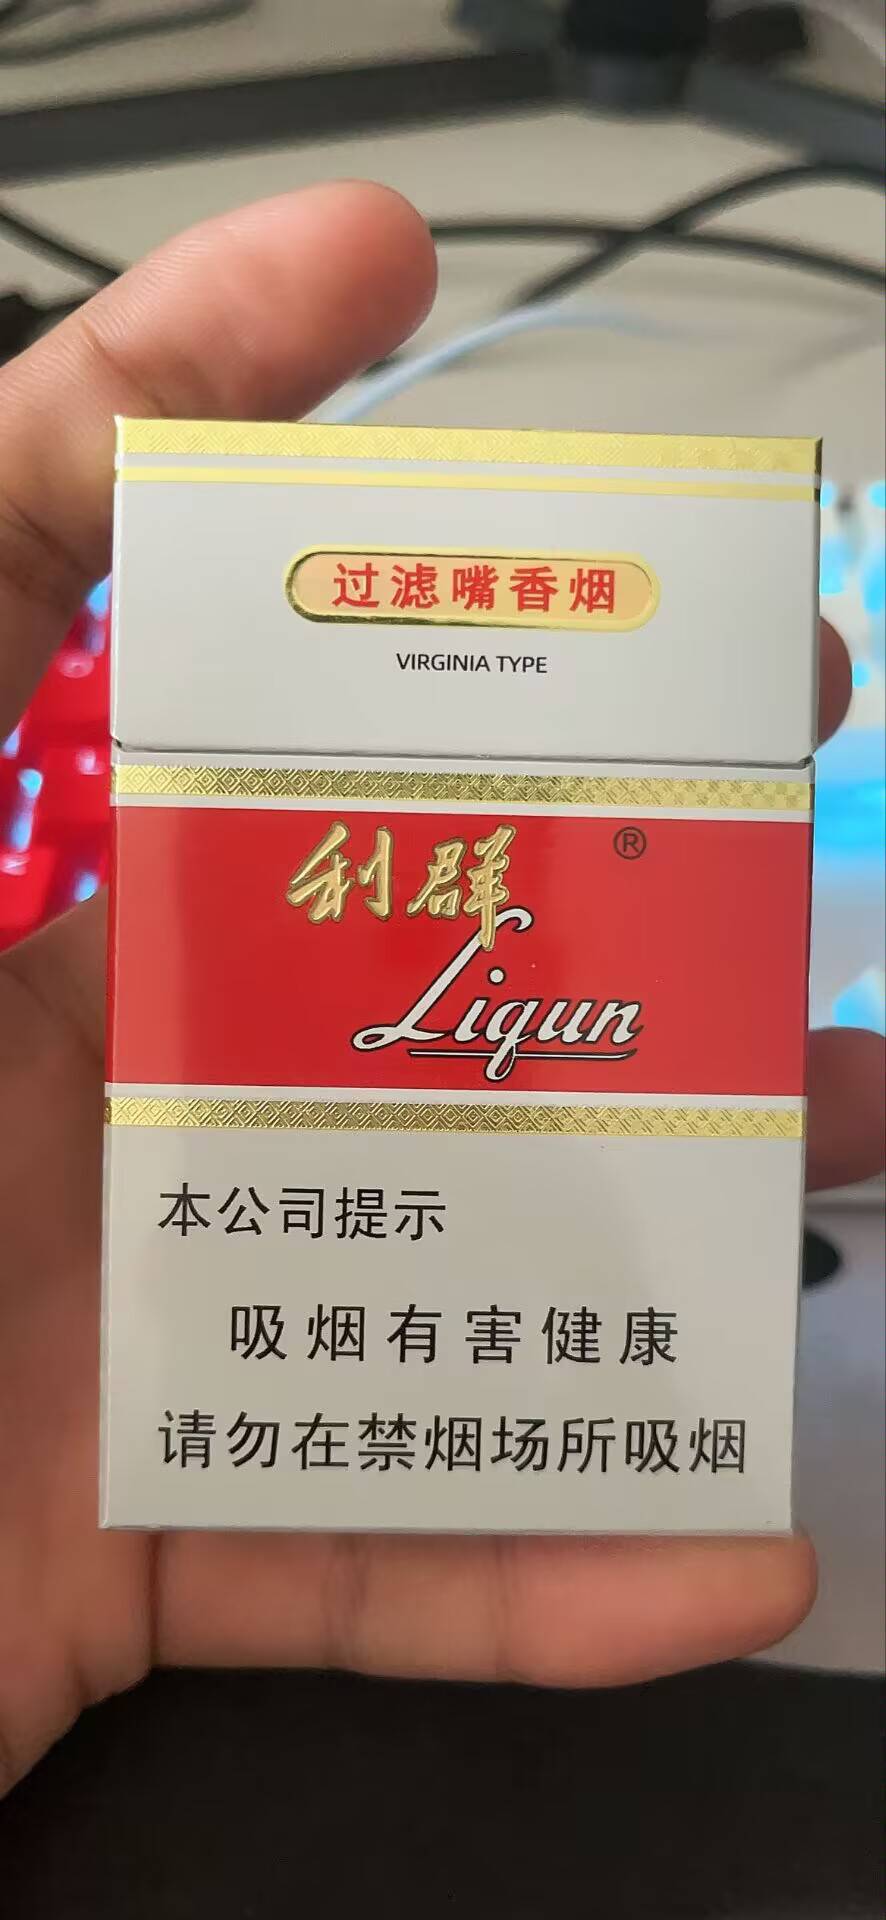 过滤嘴香烟
VIRGINIA TYPE
利群
®
Liqun
本公司提示
吸烟有害健康
请勿在禁烟场所吸烟